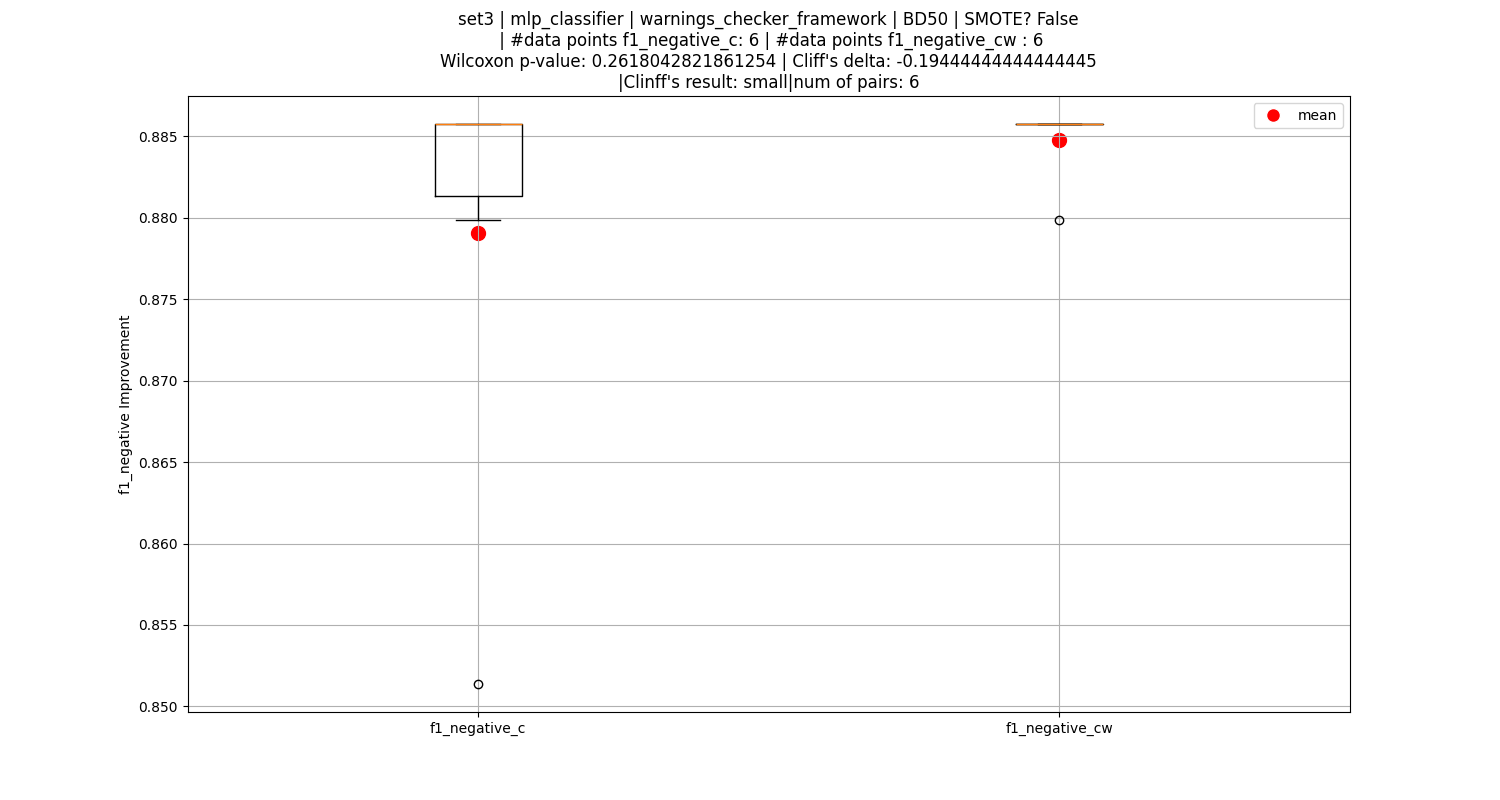 set3 | mlp_classifier | warnings_checker_framework | BD50 | SMOTE? False
| #data points f1_negative_c: 6 | #data points f1_negative_cw : 6
Wilcoxon p-value: 0.2618042821861254 | Cliff's delta: -0.19444444444444445
|Clinff's result: small|num of pairs: 6
mean
0.885
0.880
0.875
0.870
0.865
0.860
0.855
0.850
f1_negative Improvement
f1_negative_c
f1_negative_cw